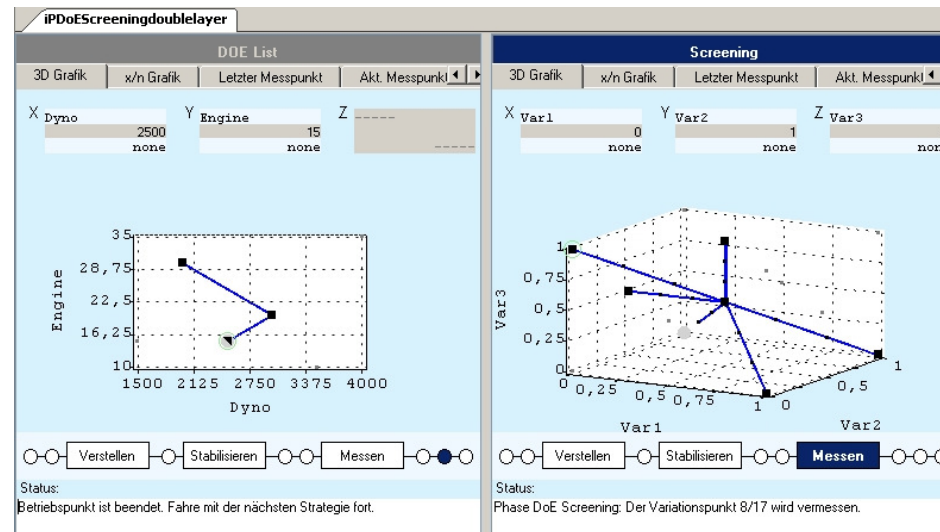 iPDoEScreeningdoublelayer
DOE List
3D Grafik x/n Grafik Letzter Messpunkt Akt. Messpunkt
X Dyno Y Engine Z -----
2500 15
none none -----
35
28,75
22,5
16,25
10
Engine
1500 2125 2750 3375 4000
Dyno
Verstellen Stabilisieren Messen
Status:
Betriebspunkt ist beendet. Fahre mit der nächsten Strategie fort.
Screening
3D Grafik x/n Grafik Letzter Messpunkt Akt. Messpunkt
X Var1 Y Var2 Z Var3
0 1
none none non
1
0,75
0,5
0,25
0
Var3
0 0,25 0,5 0,75 1
Var1
0 0,5 1
Var2
Verstellen Stabilisieren Messen
Status:
Phase DoE Screening: Der Variationspunkt 8/17 wird vermessen.